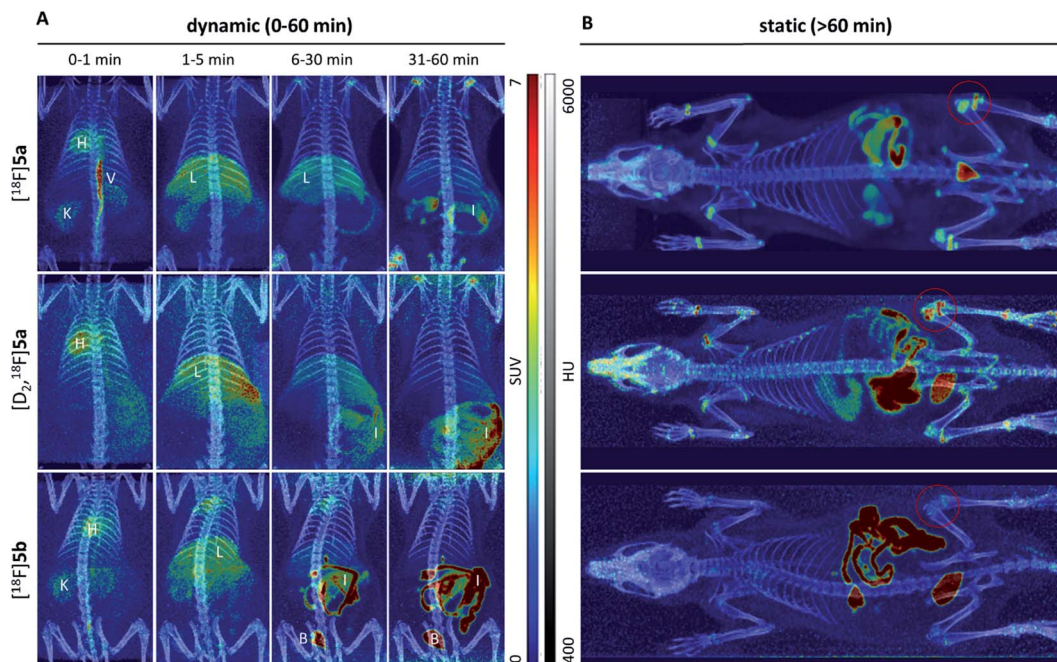 A
dynamic (0-60 min)
0-1 min
1-5 min
6-30 min
31-60 min
B
static (>60 min)
[¹⁸F]5a
H
V
K
L
L
I
[D₂,¹⁸F]5a
H
L
I
I
[¹⁸F]5b
H
K
L
I
B
I
B
7
SUV
0
6000
HU
400